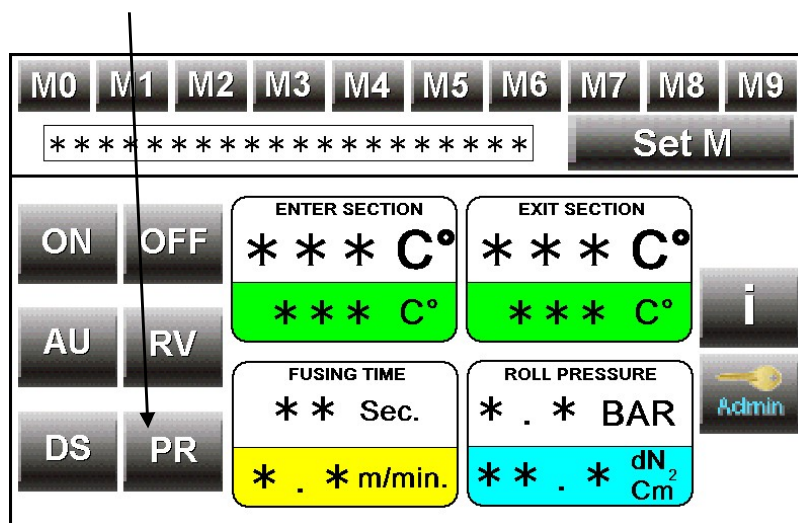 M0 M1 M2 M3 M4 M5 M6 M7 M8 M9
******************** Set M
ON OFF
AU RV
DS PR
ENTER SECTION
*** C°
*** C°
EXIT SECTION
*** C°
*** C°
FUSING TIME
** Sec.
*.* m/min.
ROLL PRESSURE
*.* BAR
**.* dN
Cm2
i
Admin